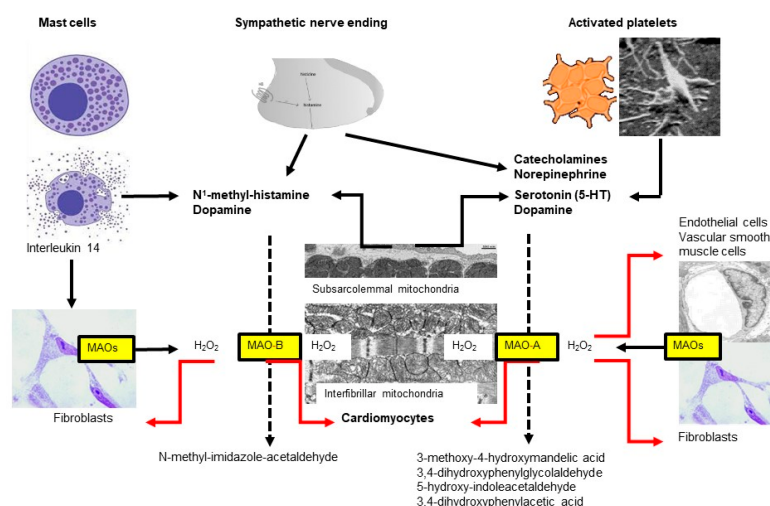 Mast cells
Sympathetic nerve ending
Activated platelets
Catecholamines
Norepinephrine
N¹-methyl-histamine
Dopamine
Serotonin (5-HT)
Dopamine
Interleukin 14
Endothelial cells
Vascular smooth
muscle cells
Subsarcolemmal mitochondria
MAOs
H₂O₂
MAO-B
H₂O₂
H₂O₂
MAO-A
H₂O₂
MAOs
Interfibrillar mitochondria
Fibroblasts
Cardiomyocytes
Fibroblasts
N-methyl-imidazole-acetaldehyde
3-methoxy-4-hydroxymandelic acid
3,4-dihydroxyphenylglycolaldehyde
5-hydroxy-indoleacetaldehyde
3.4-dihydroxyphenylacetic acid